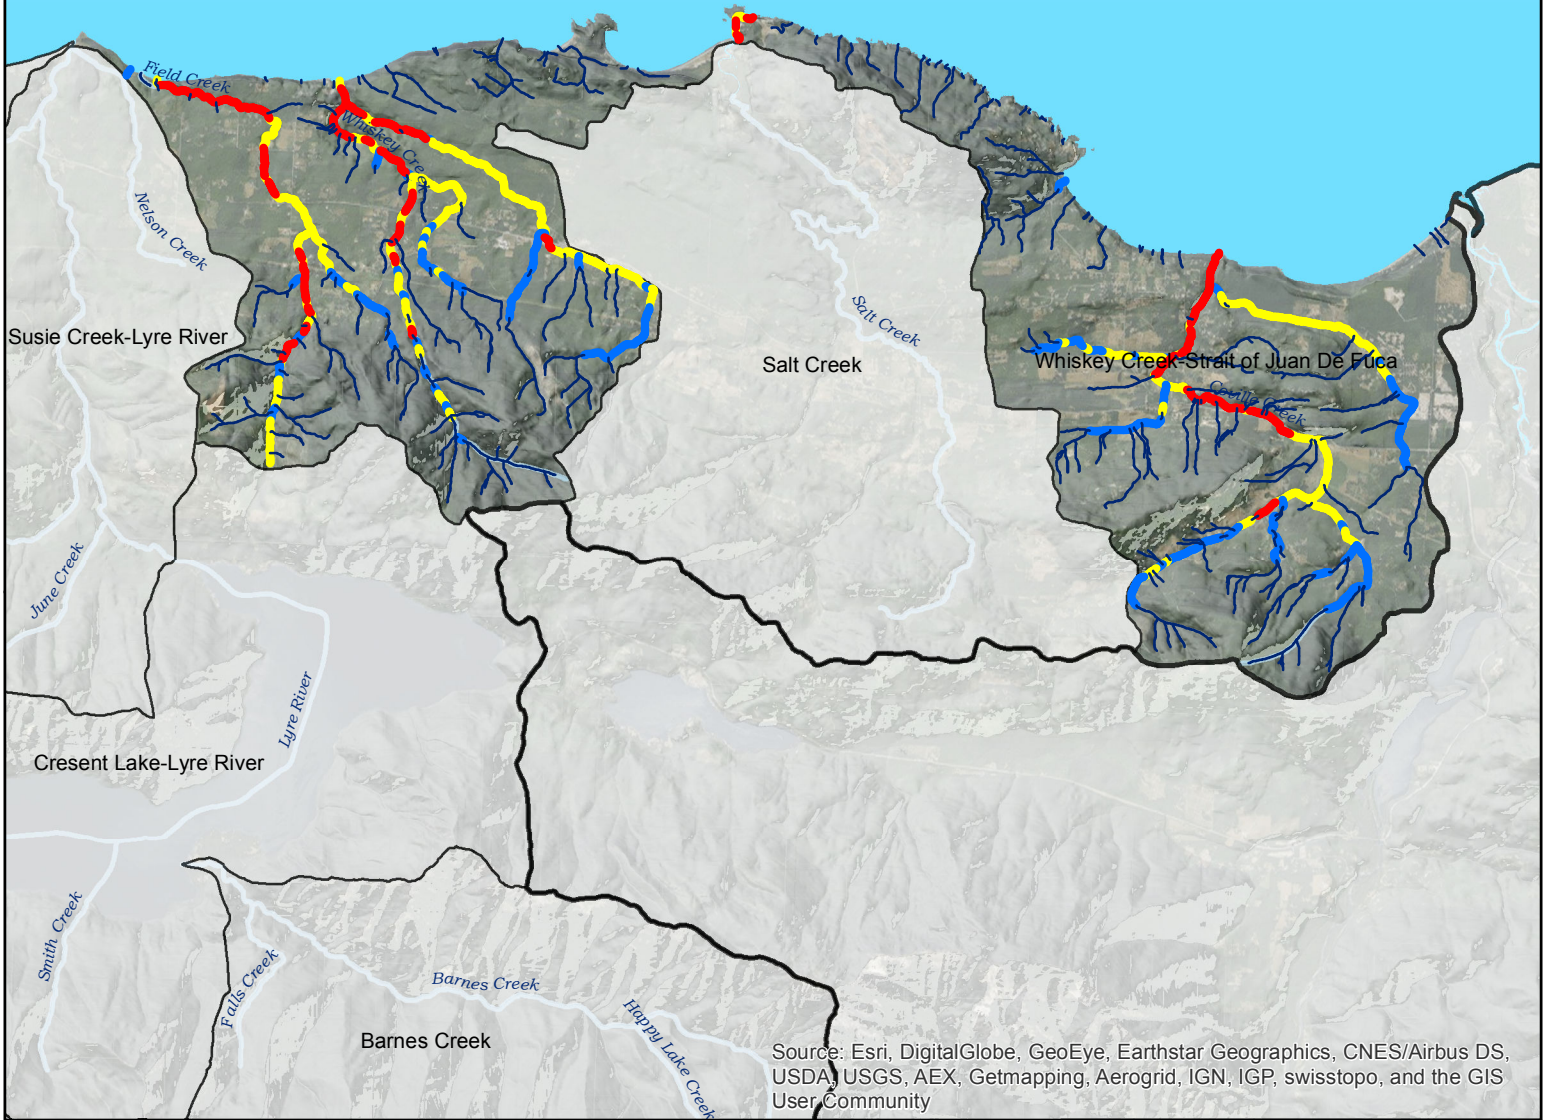 Field Creek
Whiskey Creek
Nelson Creek
Salt Creek
Susie Creek-Lyre River
Salt Creek
Whiskey Creek-Strait of Juan De Fuca
Creek
June Creek
Lyre River
Cresent Lake-Lyre River
Smith Creek
Falls Creek
Barnes Creek
Happy Lake Creek
Barnes Creek
Source: Esri, DigitalGlobe, GeoEye, Earthstar Geographics, CNES/Airbus DS,
USDA, USGS, AEX, Getmapping, Aerogrid, IGN, IGP, swisstopo, and the GIS
User Community